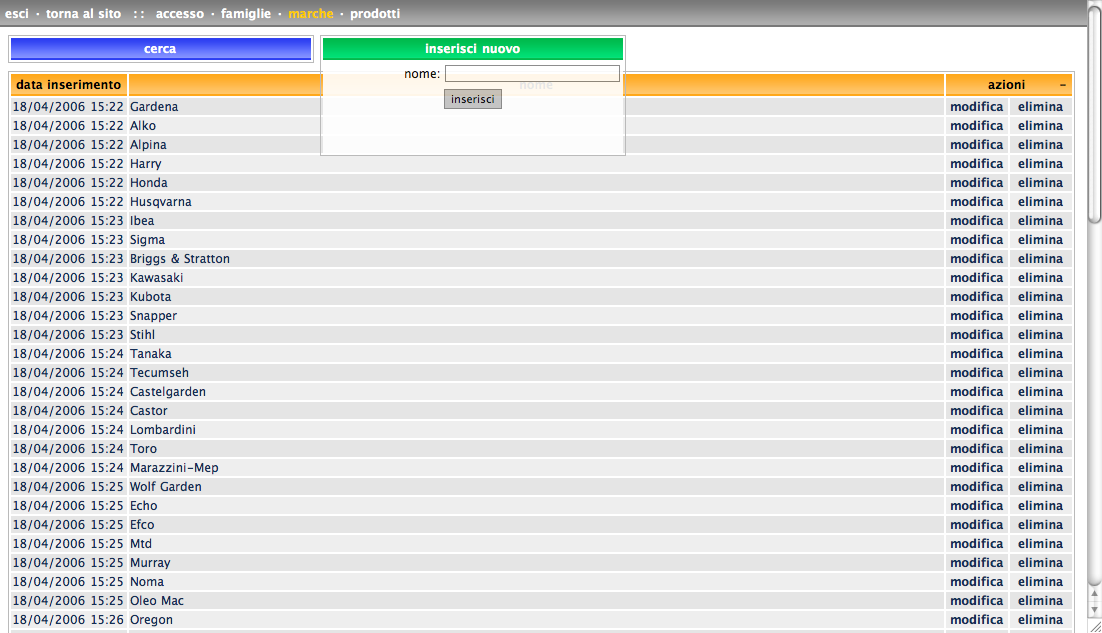 esci · torna al sito :: accesso · famiglie · marche · prodotti
cerca
inserisci nuovo
nome:
inserisci
data inserimento nome azioni –
18/04/2006 15:22 Gardena modifica elimina
18/04/2006 15:22 Alko modifica elimina
18/04/2006 15:22 Alpina modifica elimina
18/04/2006 15:22 Harry modifica elimina
18/04/2006 15:22 Honda modifica elimina
18/04/2006 15:22 Husqvarna modifica elimina
18/04/2006 15:23 Ibea modifica elimina
18/04/2006 15:23 Sigma modifica elimina
18/04/2006 15:23 Briggs & Stratton modifica elimina
18/04/2006 15:23 Kawasaki modifica elimina
18/04/2006 15:23 Kubota modifica elimina
18/04/2006 15:23 Snapper modifica elimina
18/04/2006 15:23 Stihl modifica elimina
18/04/2006 15:24 Tanaka modifica elimina
18/04/2006 15:24 Tecumseh modifica elimina
18/04/2006 15:24 Castelgarden modifica elimina
18/04/2006 15:24 Castor modifica elimina
18/04/2006 15:24 Lombardini modifica elimina
18/04/2006 15:24 Toro modifica elimina
18/04/2006 15:24 Marazzini-Mep modifica elimina
18/04/2006 15:25 Wolf Garden modifica elimina
18/04/2006 15:25 Echo modifica elimina
18/04/2006 15:25 Efco modifica elimina
18/04/2006 15:25 Mtd modifica elimina
18/04/2006 15:25 Murray modifica elimina
18/04/2006 15:25 Noma modifica elimina
18/04/2006 15:25 Oleo Mac modifica elimina
18/04/2006 15:26 Oregon modifica elimina